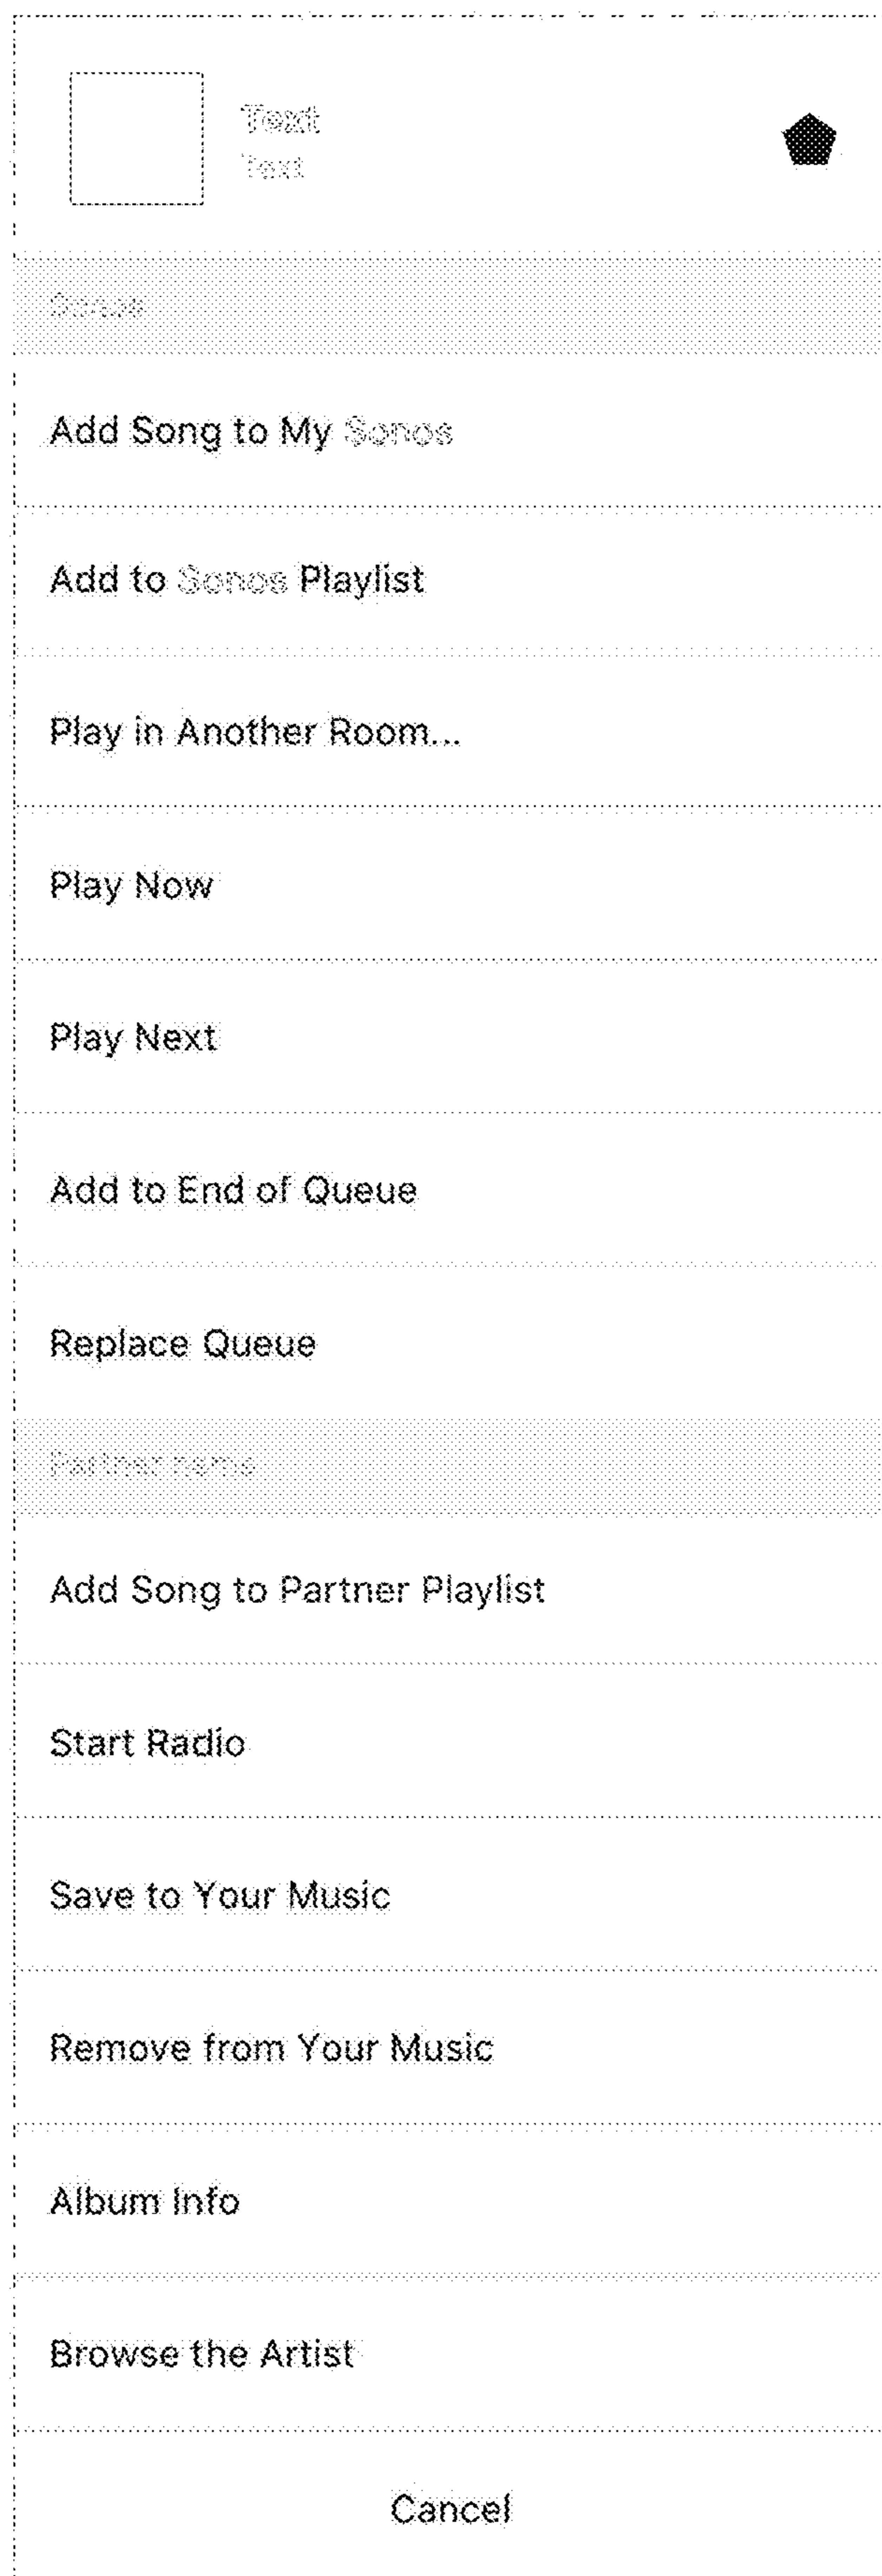 Text
Text
Sonos
Add Song to My Sonos
Add to Sonos Playlist
Play in Another Room...
Play Now
Play Next
Add to End of Queue
Replace Queue
Partner name
Add Song to Partner Playlist
Start Radio
Save to Your Music
Remove from Your Music
Album Info
Browse the Artist
Cancel